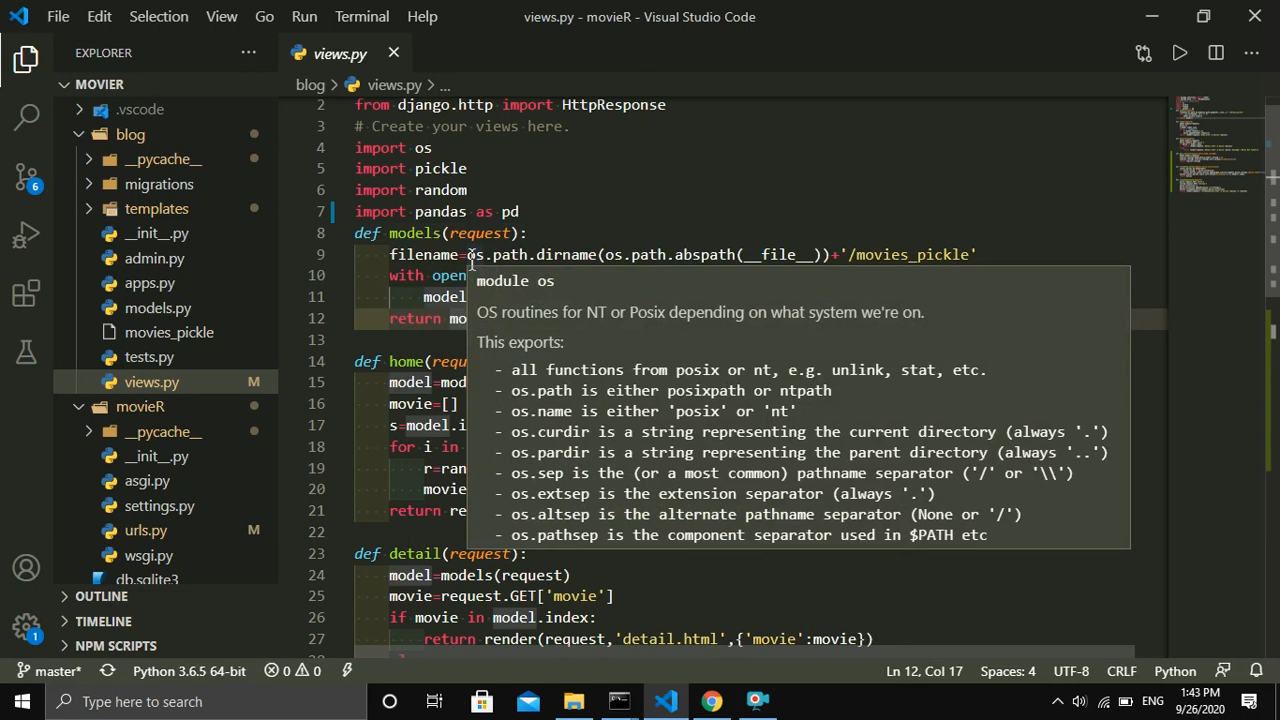 File Edit Selection View Go Run Terminal Help views.py - movieR - Visual Studio Code
EXPLORER
views.py
MOVIER
.vscode
blog
__pycache__
migrations
templates
__init__.py
admin.py
apps.py
models.py
movies_pickle
tests.py
views.py M
movieR
__pycache__
__init__.py
asgi.py
settings.py
urls.py
wsgi.py
db.sqlite3
OUTLINE
TIMELINE
NPM SCRIPTS
6
1
blog > views.py > ...
2 from django.http import HttpResponse
3 # Create your views here.
4 import os
5 import pickle
6 import random
7 import pandas as pd
8 def models(request):
9 filename=os.path.dirname(os.path.abspath(__file__))+'/movies_pickle'
10 with open
11 model
12 return mo
13
14 def home(requ
15 model=mod
16 movie=[]
17 s=model.i
18 for i in
19 r=ran
20 movie
21 return re
22
23 def detail(request):
24 model=models(request)
25 movie=request.GET['movie']
26 if movie in model.index:
27 return render(request,'detail.html',{'movie':movie})
module os
OS routines for NT or Posix depending on what system we're on.
This exports:
- all functions from posix or nt, e.g. unlink, stat, etc.
- os.path is either posixpath or ntpath
- os.name is either 'posix' or 'nt'
- os.curdir is a string representing the current directory (always '.')
- os.pardir is a string representing the parent directory (always '..')
- os.sep is the (or a most common) pathname separator ('/' or '\\')
- os.extsep is the extension separator (always '.')
- os.altsep is the alternate pathname separator (None or '/')
- os.pathsep is the component separator used in $PATH etc
master* Python 3.6.5 64-bit 0 0 Ln 12, Col 17 Spaces: 4 UTF-8 CRLF Python
Type here to search
ENG
1:43 PM
9/26/2020